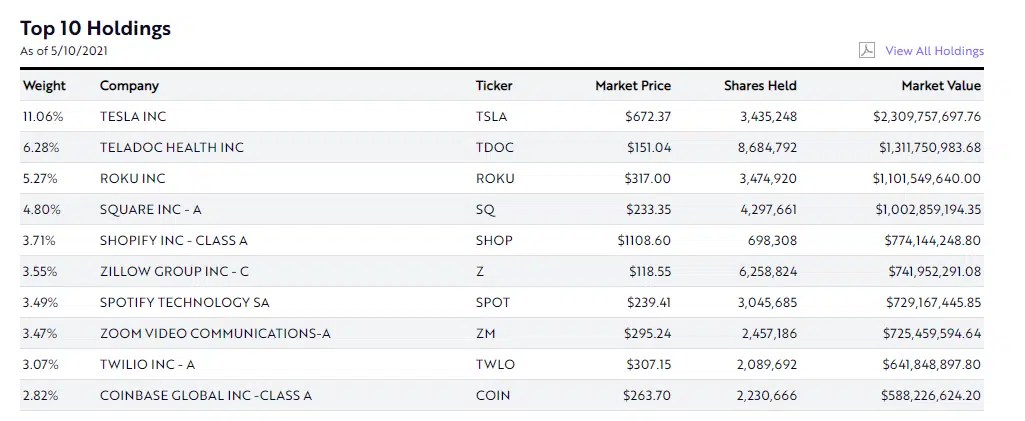 Top 10 Holdings
As of 5/10/2021 View All Holdings
Weight Company Ticker Market Price Shares Held Market Value
11.06% TESLA INC TSLA $672.37 3,435,248 $2,309,757,697.76
6.28% TELADOC HEALTH INC TDOC $151.04 8,684,792 $1,311,750,983.68
5.27% ROKU INC ROKU $317.00 3,474,920 $1,101,549,640.00
4.80% SQUARE INC - A SQ $233.35 4,297,661 $1,002,859,194.35
3.71% SHOPIFY INC - CLASS A SHOP $1108.60 698,308 $774,144,248.80
3.55% ZILLOW GROUP INC - C Z $118.55 6,258,824 $741,952,291.08
3.49% SPOTIFY TECHNOLOGY SA SPOT $239.41 3,045,685 $729,167,445.85
3.47% ZOOM VIDEO COMMUNICATIONS-A ZM $295.24 2,457,186 $725,459,594.64
3.07% TWILIO INC - A TWLO $307.15 2,089,692 $641,848,897.80
2.82% COINBASE GLOBAL INC -CLASS A COIN $263.70 2,230,666 $588,226,624.20